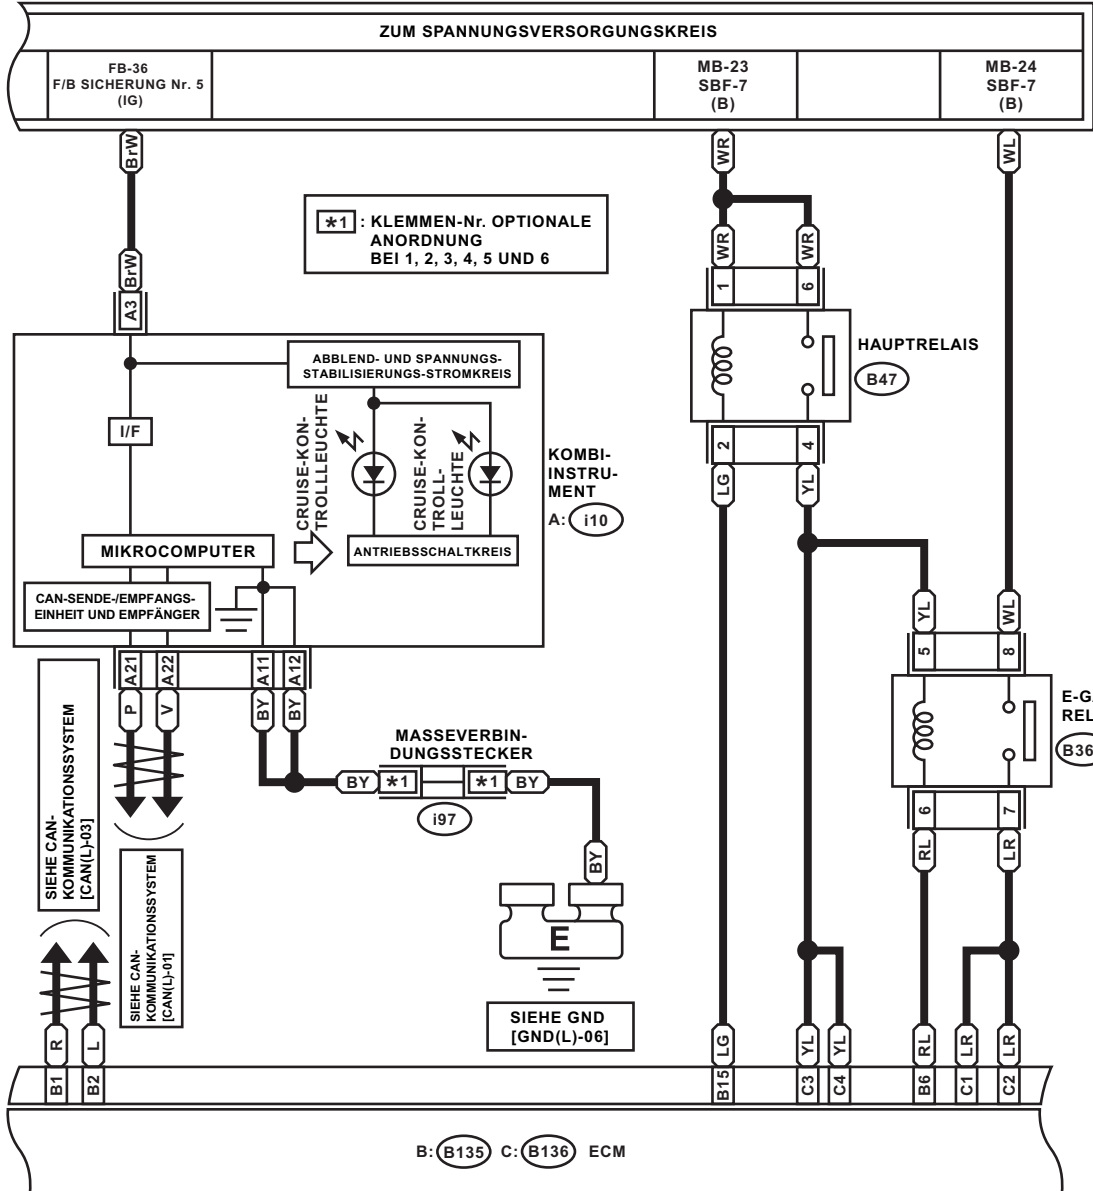 ZUM SPANNUNGSVERSORGUNGSKREIS
FB-36
F/B SICHERUNG Nr. 5
(IG)
MB-23
SBF-7
(B)
MB-24
SBF-7
(B)
BrW
WR
WL
*1 : KLEMMEN-Nr. OPTIONALE
ANORDNUNG
BEI 1, 2, 3, 4, 5 UND 6
BrW
WR
WR
A3
1
6
ABBLEND- UND SPANNUNGS-
STABILISIERUNGS-STROMKREIS
HAUPTRELAIS
B47
I/F
CRUISE-KON-
TROLLLEUCHTE
CRUISE-KON-
TROLL-
LEUCHTE
2
4
KOMBI-
INSTRU-
MENT
A: i10
LG
YL
MIKROCOMPUTER
ANTRIEBSSCHALTKREIS
CAN-SENDE-/EMPFANGS-
EINHEIT UND EMPFÄNGER
YL
WL
A21
A22
A11
A12
5
8
P
V
BY
BY
SIEHE CAN-
KOMMUNIKATIONSSYSTEM
[CAN(L)-03]
E-G
REL
B36
MASSEVERBIN-
DUNGSSTECKER
BY
*1
*1
BY
i97
6
7
RL
LR
BY
SIEHE CAN-
KOMMUNIKATIONSSYSTEM
[CAN(L)-01]
E
SIEHE GND
[GND(L)-06]
R
L
LG
YL
YL
RL
LR
LR
B1
B2
B15
C3
C4
B6
C1
C2
B: B135 C: B136 ECM